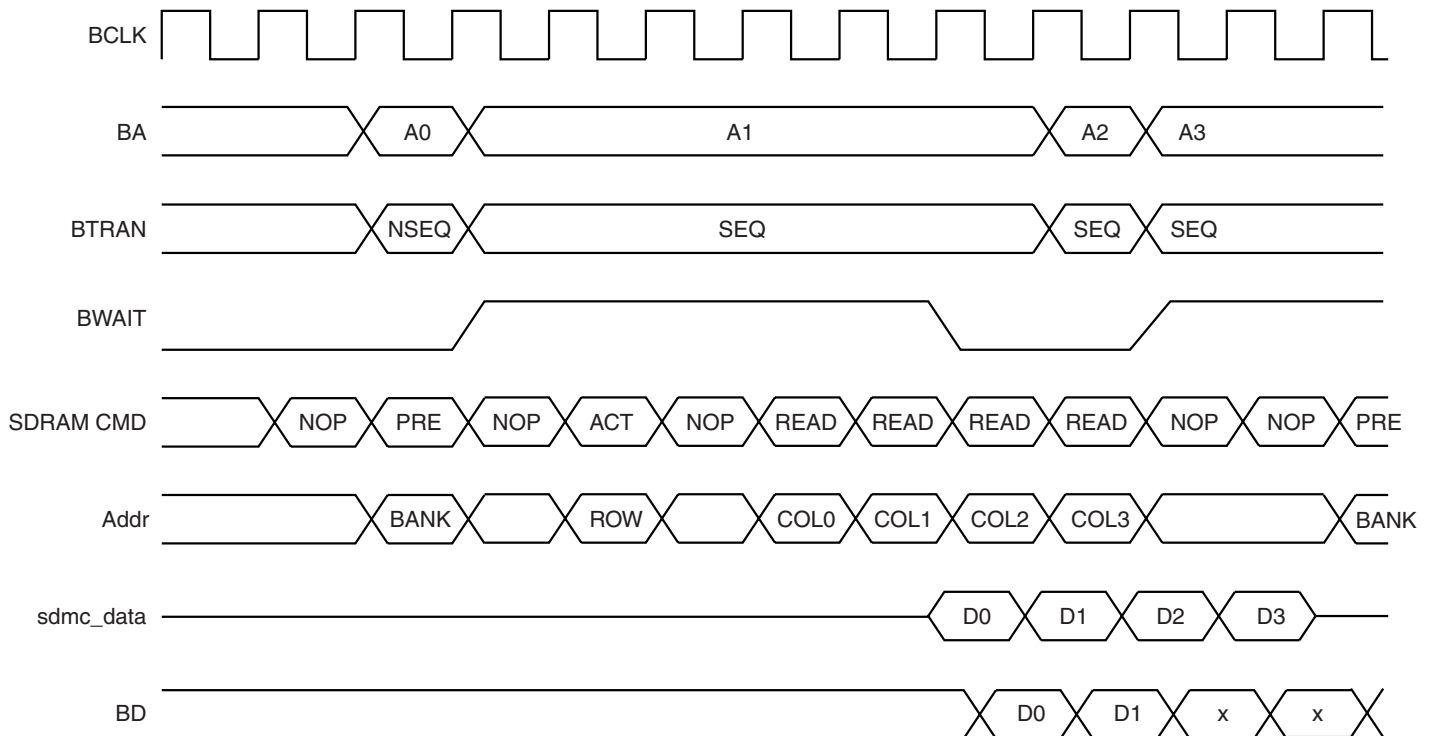 BCLK
BA A0 A1 A2 A3
BTRAN NSEQ SEQ SEQ SEQ
BWAIT
SDRAM CMD NOP PRE NOP ACT NOP READ READ READ READ NOP NOP PRE
Addr BANK ROW COL0 COL1 COL2 COL3 BANK
sdmc_data D0 D1 D2 D3
BD D0 D1 x x